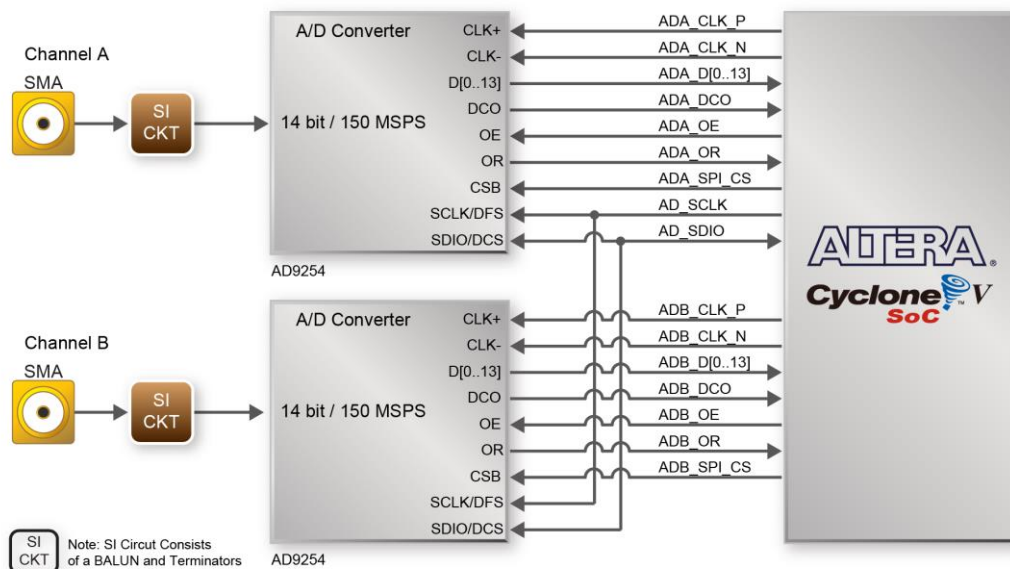 Channel A
SMA
SI
CKT
A/D Converter
14 bit / 150 MSPS
CLK+
CLK-
D[0..13]
DCO
OE
OR
CSB
SCLK/DFS
SDIO/DCS
AD9254
ADA_CLK_P
ADA_CLK_N
ADA_D[0..13]
ADA_DCO
ADA_OE
ADA_OR
ADA_SPI_CS
AD_SCLK
AD_SDIO
ALTERA®
Cyclone™ V
SoC
Channel B
SMA
SI
CKT
A/D Converter
14 bit / 150 MSPS
CLK+
CLK-
D[0..13]
DCO
OE
OR
CSB
SCLK/DFS
SDIO/DCS
AD9254
ADB_CLK_P
ADB_CLK_N
ADB_D[0..13]
ADB_DCO
ADB_OE
ADB_OR
ADB_SPI_CS
SI
CKT
Note: SI Circut Consists
of a BALUN and Terminators